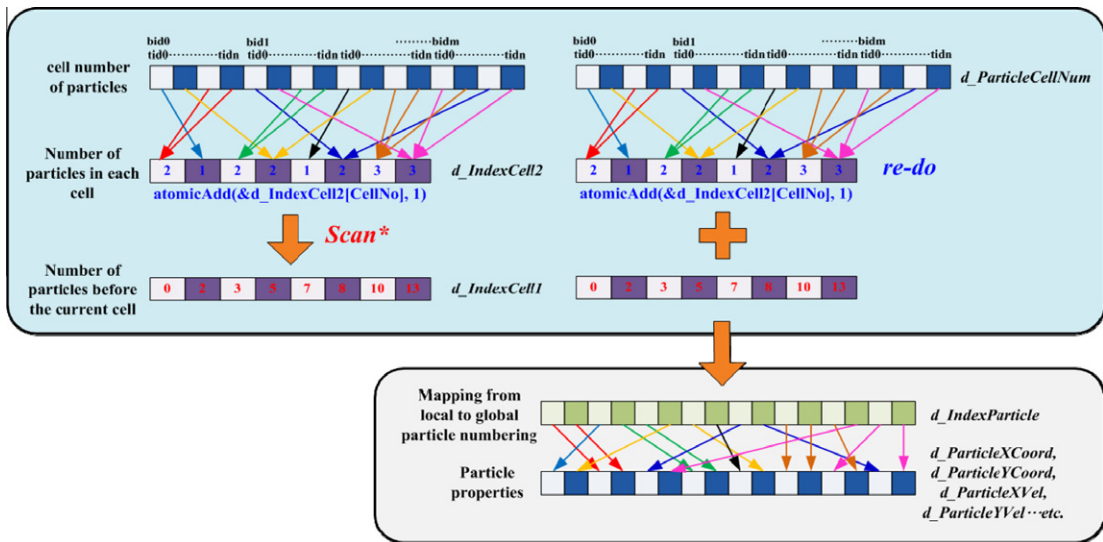 bid0 bid1 ········bidm
tid0··············tidn tid0··············tidn tid0··············tidn tid0··············tidn
cell number
of particles
Number of
particles in each
cell
2 1 2 2 1 2 3 3
d_IndexCell2
atomicAdd(&d_IndexCell2[CellNo], 1)
Scan*
Number of
particles before
the current cell
0 2 3 5 7 8 10 13
d_IndexCell1
bid0 bid1 ········bidm
tid0··············tidn tid0··············tidn tid0··············tidn tid0··············tidn
d_ParticleCellNum
2 1 2 2 1 2 3 3
re-do
atomicAdd(&d_IndexCell2[CellNo], 1)
0 2 3 5 7 8 10 13
Mapping from
local to global
particle numbering
d_IndexParticle
Particle
properties
d_ParticleXCoord,
d_ParticleYCoord,
d_ParticleXVel,
d_ParticleYVel···etc.